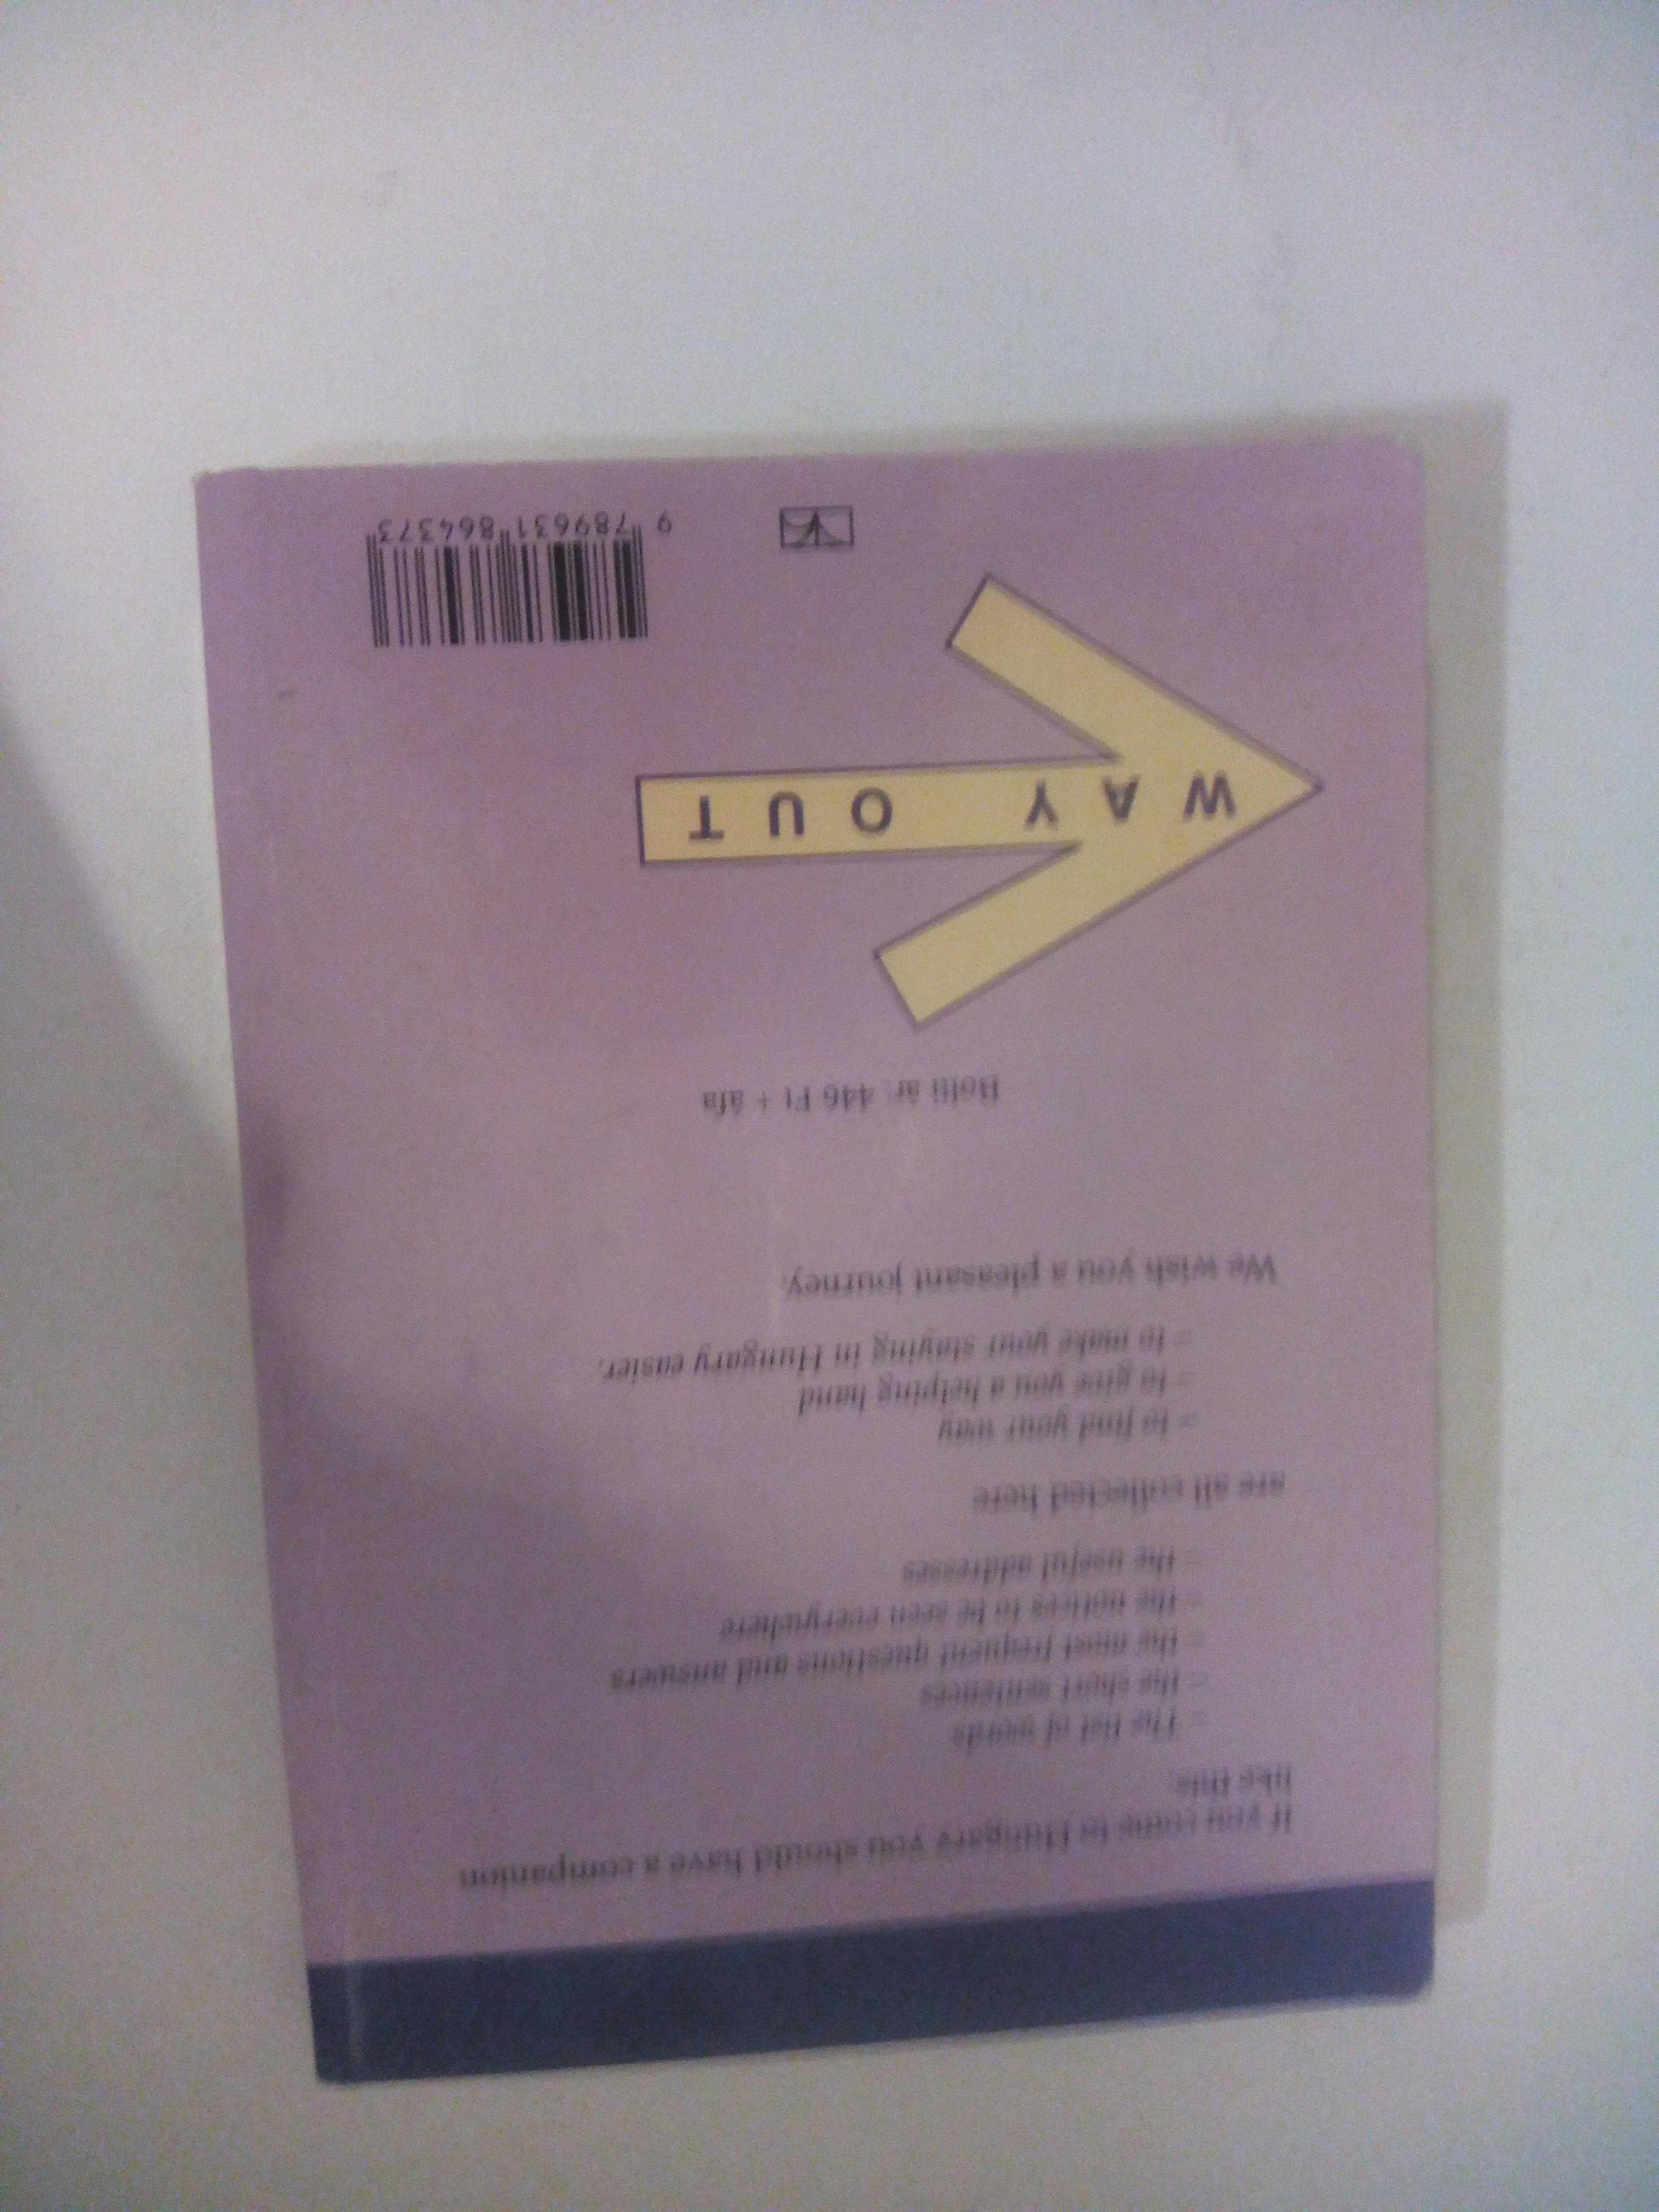 If you come to Hungary you should have a companion
like this.
– The list of words
– the short sentences
– the most frequent questions and answers
– the notices to be seen everywhere
– the useful addresses
are all collected here
– to find your way
– to give you a helping hand
– to make your staying in Hungary easier.
We wish you a pleasant journey.
Bolti ár: 446 Ft + áfa
WAY OUT
9 789631 864373